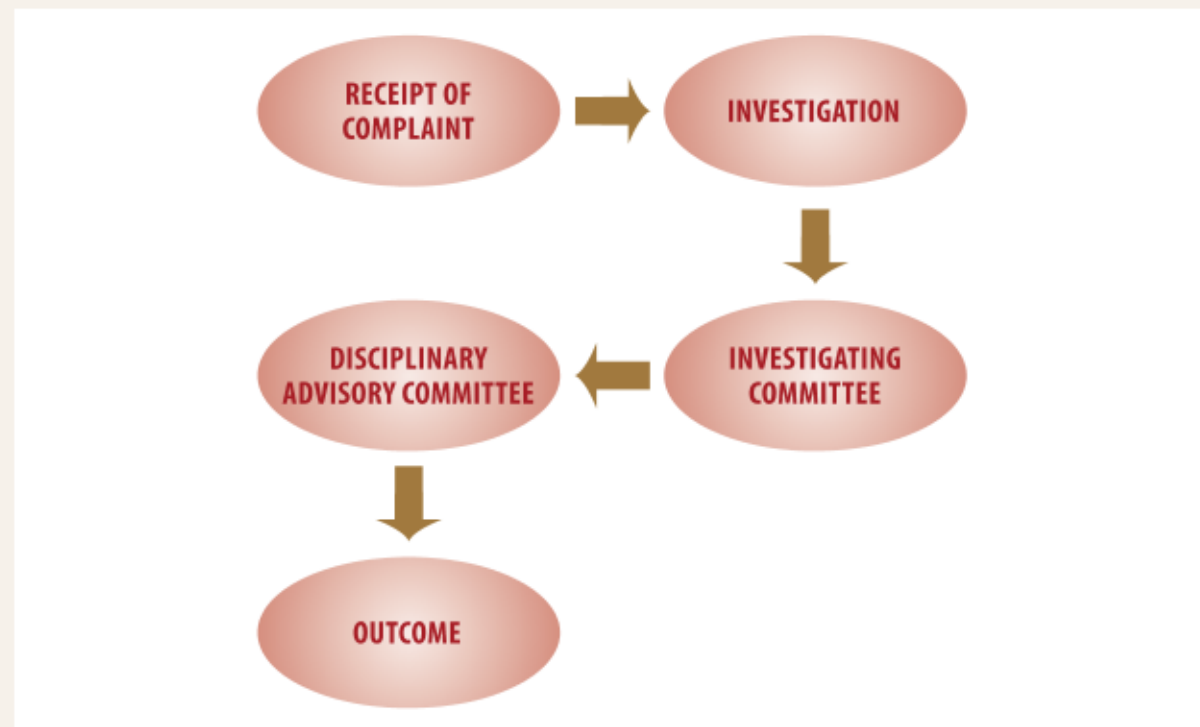 RECEIPT OF
COMPLAINT
INVESTIGATION
INVESTIGATING
COMMITTEE
DISCIPLINARY
ADVISORY COMMITTEE
OUTCOME